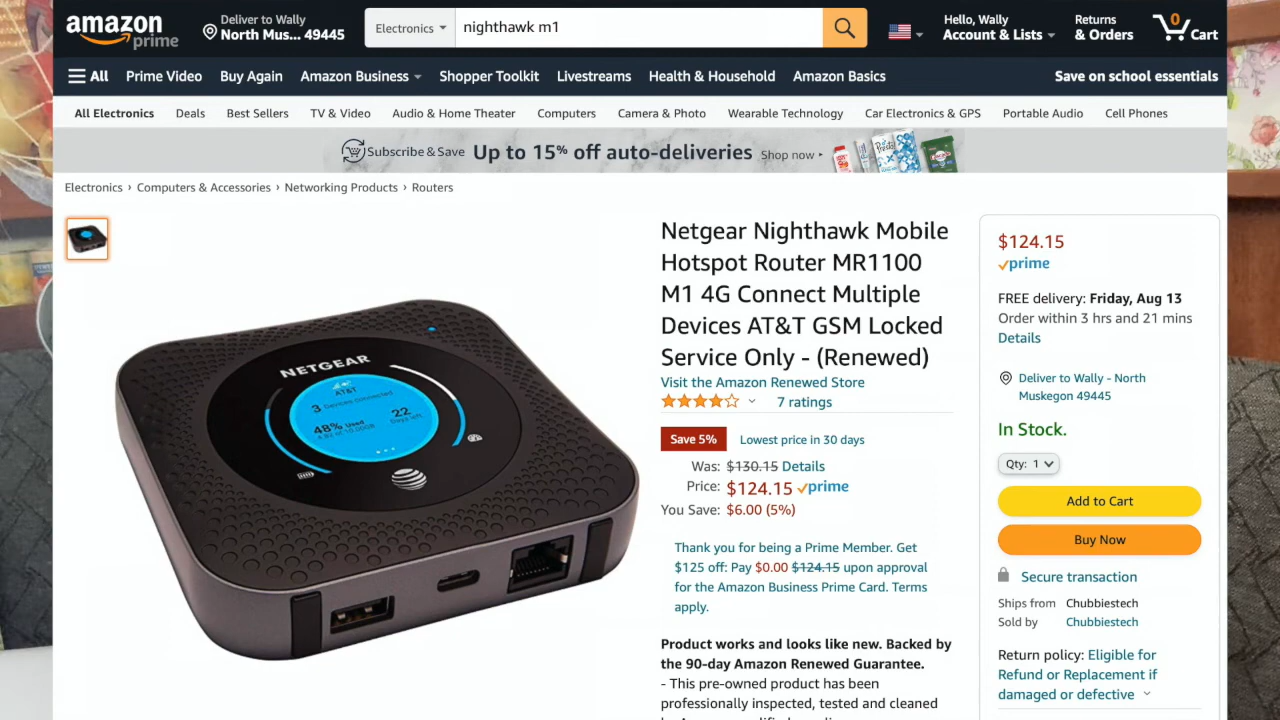 amazon prime
Deliver to Wally
North Mus... 49445
Electronics
nighthawk m1
Hello, Wally
Account & Lists
Returns
& Orders
0
Cart
All
Prime Video
Buy Again
Amazon Business
Shopper Toolkit
Livestreams
Health & Household
Amazon Basics
Save on school essentials
All Electronics
Deals
Best Sellers
TV & Video
Audio & Home Theater
Computers
Camera & Photo
Wearable Technology
Car Electronics & GPS
Portable Audio
Cell Phones
Subscribe & Save Up to 15% off auto-deliveries Shop now ▸
Electronics › Computers & Accessories › Networking Products › Routers
NETGEAR
AT&T
3 Devices connected
48% Used
22
Days left
Netgear Nighthawk Mobile
Hotspot Router MR1100
M1 4G Connect Multiple
Devices AT&T GSM Locked
Service Only - (Renewed)
Visit the Amazon Renewed Store
7 ratings
Save 5%
Lowest price in 30 days
Was: $130.15 Details
Price: $124.15 prime
You Save: $6.00 (5%)
Thank you for being a Prime Member. Get
$125 off: Pay $0.00 $124.15 upon approval
for the Amazon Business Prime Card. Terms
apply.
Product works and looks like new. Backed by
the 90-day Amazon Renewed Guarantee.
- This pre-owned product has been
professionally inspected, tested and cleaned
$124.15
prime
FREE delivery: Friday, Aug 13
Order within 3 hrs and 21 mins
Details
Deliver to Wally - North
Muskegon 49445
In Stock.
Qty: 1
Add to Cart
Buy Now
Secure transaction
Ships from Chubbiestech
Sold by Chubbiestech
Return policy: Eligible for
Refund or Replacement if
damaged or defective